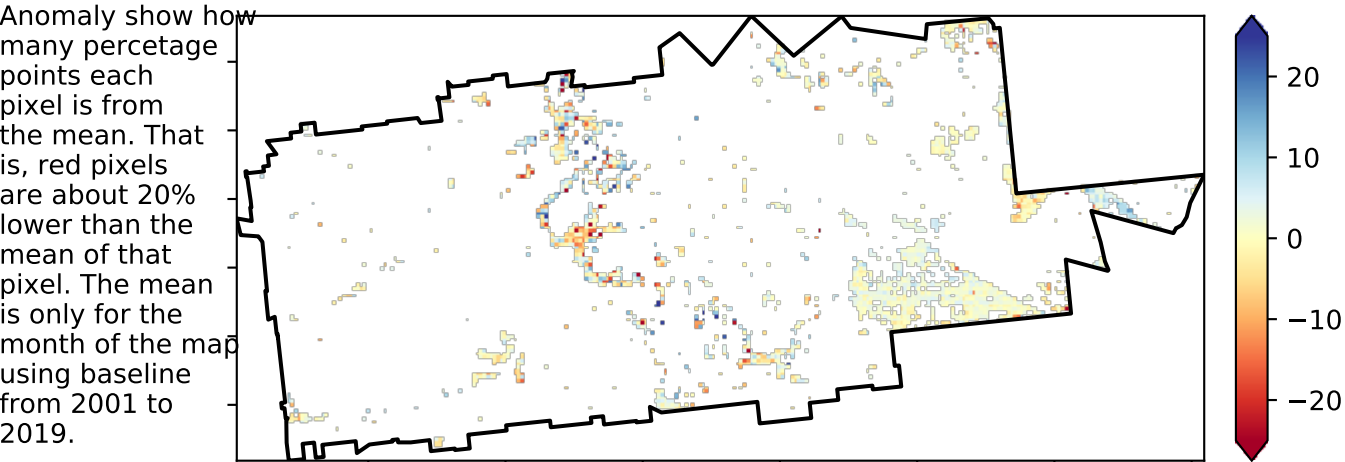 Anomaly show how
many percetage
points each
pixel is from
the mean. That
is, red pixels
are about 20%
lower than the
mean of that
pixel. The mean
is only for the
month of the map
using baseline
from 2001 to
2019.
20
10
0
−10
−20